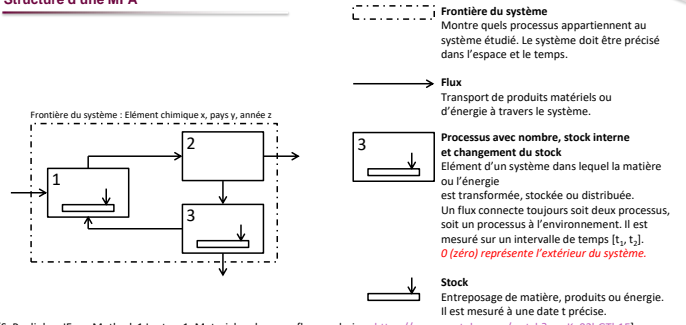 Structure d'une MFA
Frontière du système : Elément chimique x, pays y, année z
1
2
3
Frontière du système
Montre quels processus appartiennent au
système étudié. Le système doit être précisé
dans l'espace et le temps.
Flux
Transport de produits matériels ou
d'énergie à travers le système.
3
Processus avec nombre, stock interne
et changement du stock
Elément d'un système dans lequel la matière
ou l'énergie
est transformée, stockée ou distribuée.
Un flux connecte toujours soit deux processus,
soit un processus à l'environnement. Il est
mesuré sur un intervalle de temps [t₁, t₂].
0 (zéro) représente l'extérieur du système.
Stock
Entreposage de matière, produits ou énergie.
Il est mesuré à une date t précise.